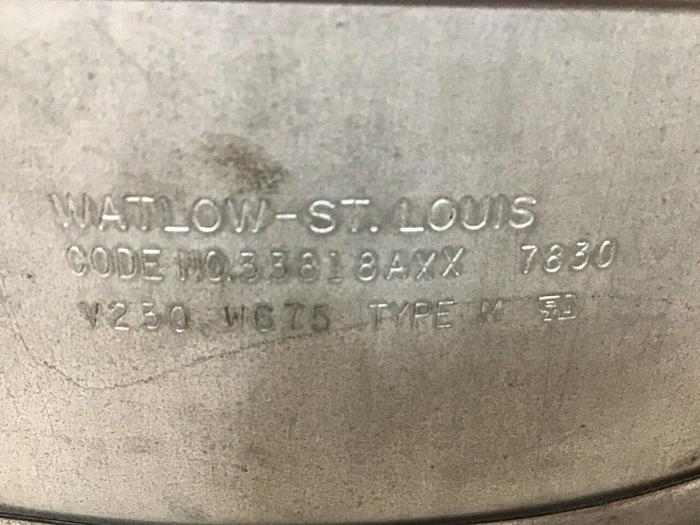 WATLOW-ST. LOUIS
CODE NO.33818AXX 7830
V230 W675 TYPE M